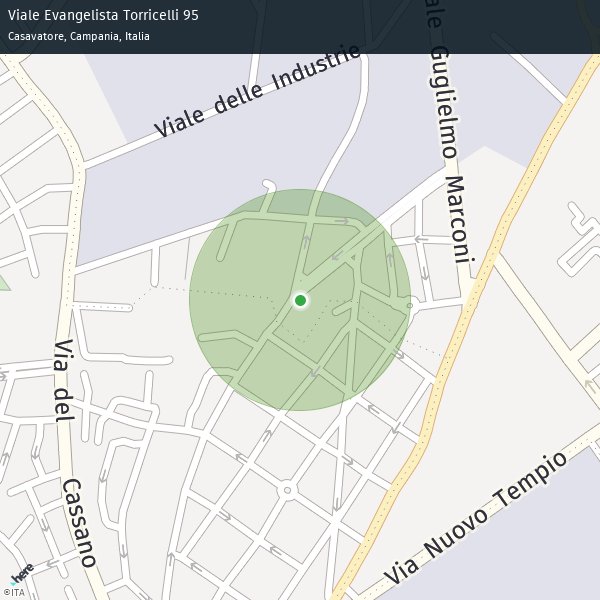 Viale Evangelista Torricelli 95
Casavatore, Campania, Italia
Viale delle Industrie
ale Guglielmo Marconi
Via del Cassano
Via Nuovo Tempio
here
©ITA